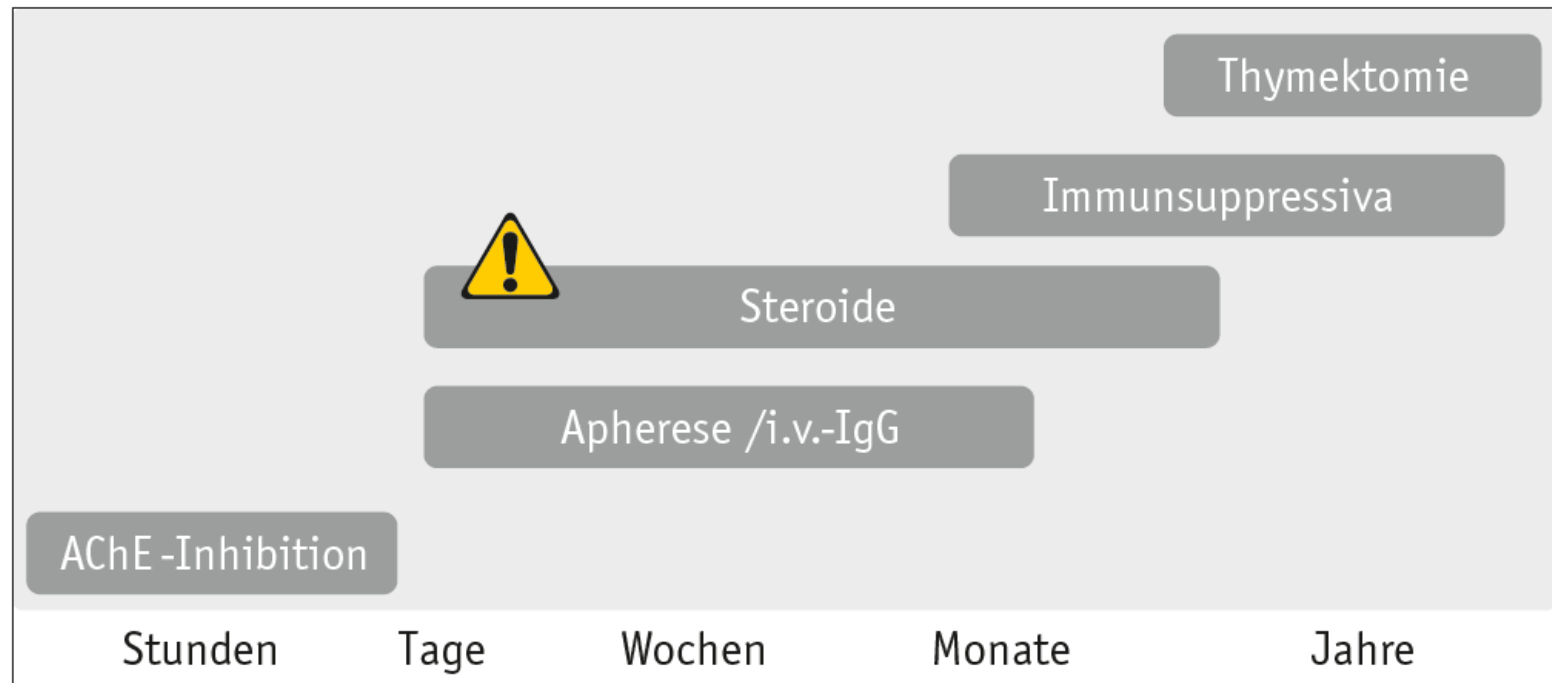 Thymektomie
Immunsuppressiva
Steroide
Apherese /i.v.-IgG
AChE-Inhibition
Stunden Tage Wochen Monate Jahre